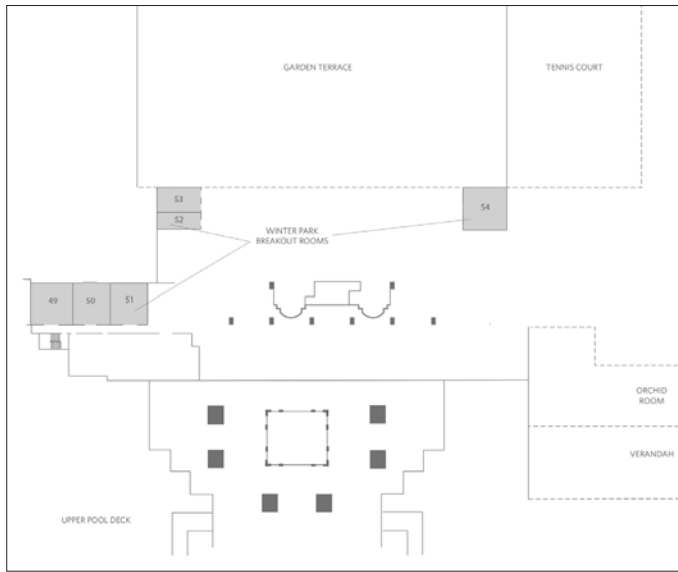 GARDEN TERRACE
TENNIS COURT
53
52
54
WINTER PARK
BREAKOUT ROOMS
49
50
51
ORCHID
ROOM
VERANDAH
UPPER POOL DECK